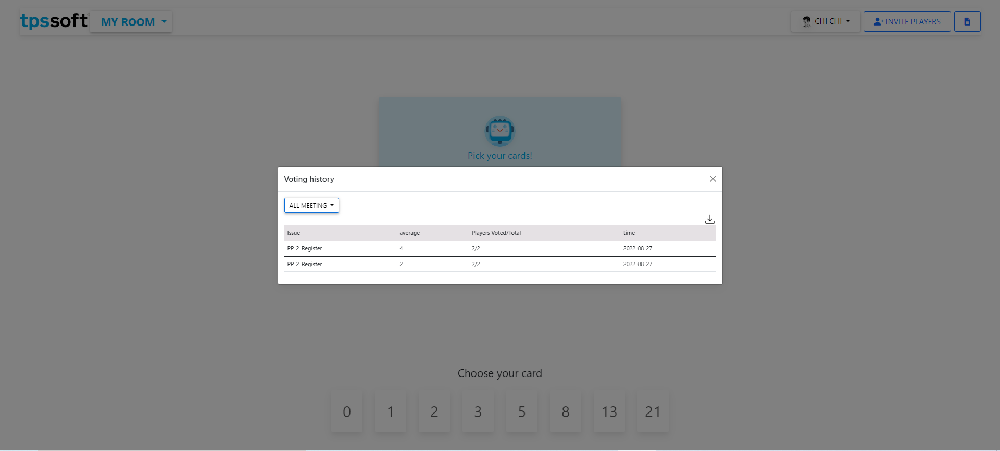 tpssoft MY ROOM CHI CHI INVITE PLAYERS
Pick your cards!
Voting history
ALL MEETING
Issue average Players Voted/Total time
PP-2-Register 4 2/2 2022-08-27
PP-2-Register 2 2/2 2022-08-27
Choose your card
0 1 2 3 5 8 13 21